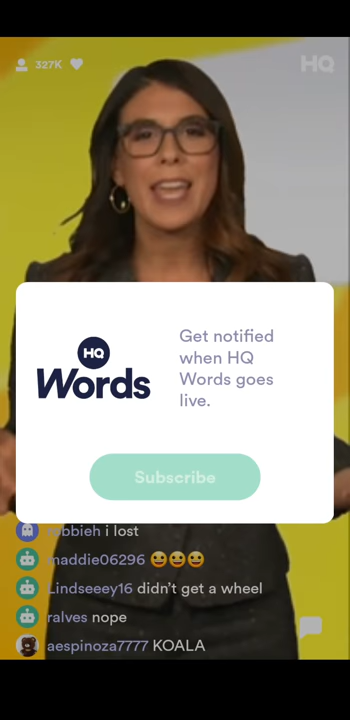 327K
HQ
HQ
Words
Get notified
when HQ
Words goes
live.
Subscribe
robbieh i lost
maddie06296 😀😀😀
Lindseeey16 didn't get a wheel
ralves nope
aespinoza7777 KOALA